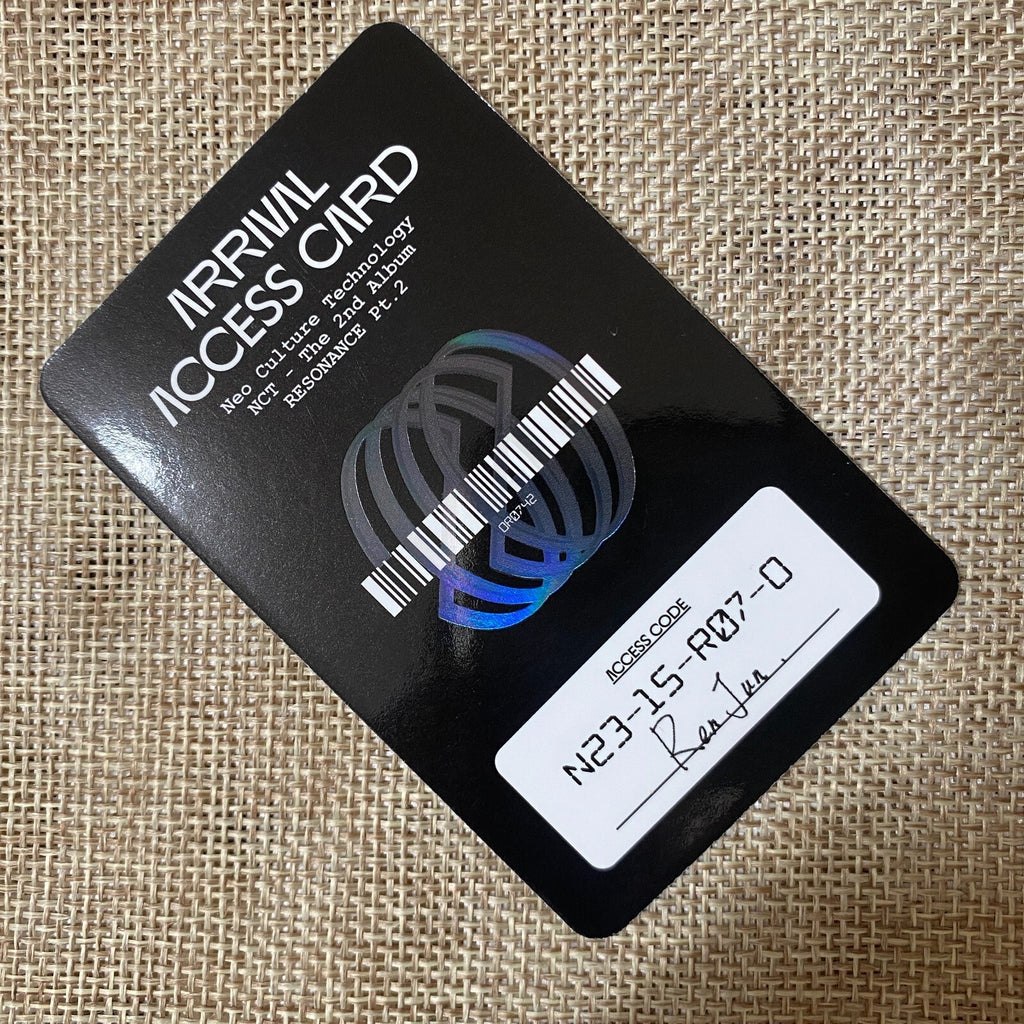 ARRIVAL
ACCESS CARD
Neo Culture Technology
NCT - The 2nd Album
RESONANCE Pt.2
DR0742
ACCESS CODE
N23-15-R07-0
RenJun.